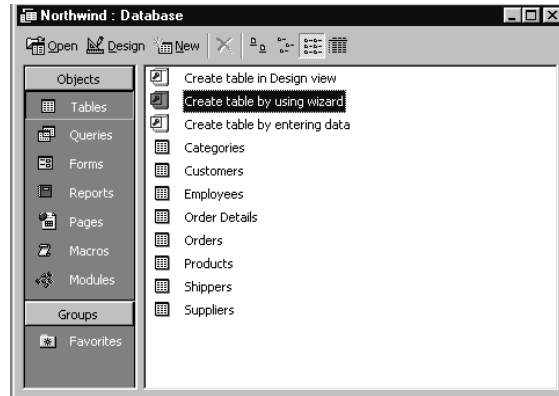 Northwind : Database
Open Design New
Objects
Tables
Queries
Forms
Reports
Pages
Macros
Modules
Groups
Favorites
Create table in Design view
Create table by using wizard
Create table by entering data
Categories
Customers
Employees
Order Details
Orders
Products
Shippers
Suppliers